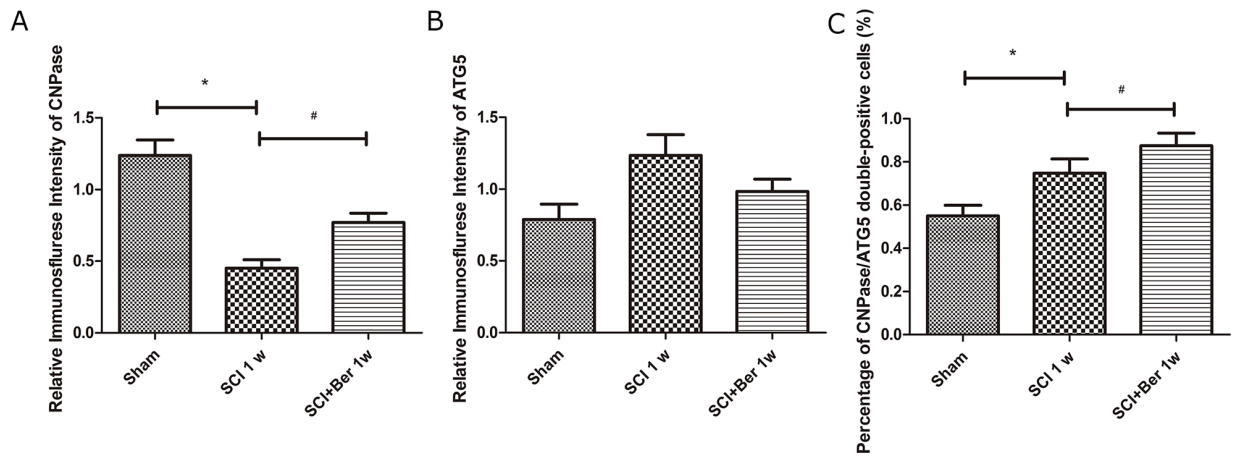 A
Relative Immunosfluresе Intensity of CNPase
*
#
1.5
1.0
0.5
0.0
Sham
SCI 1 w
SCI+Ber 1w
B
Relative Immunosflurese Intensity of ATG5
1.5
1.0
0.5
0.0
Sham
SCI 1 w
SCI+Ber 1w
C
Percentage of CNPase/ATG5 double-positive cells (%)
*
#
1.0
0.8
0.6
0.4
0.2
0.0
Sham
SCI 1 w
SCI+Ber 1w